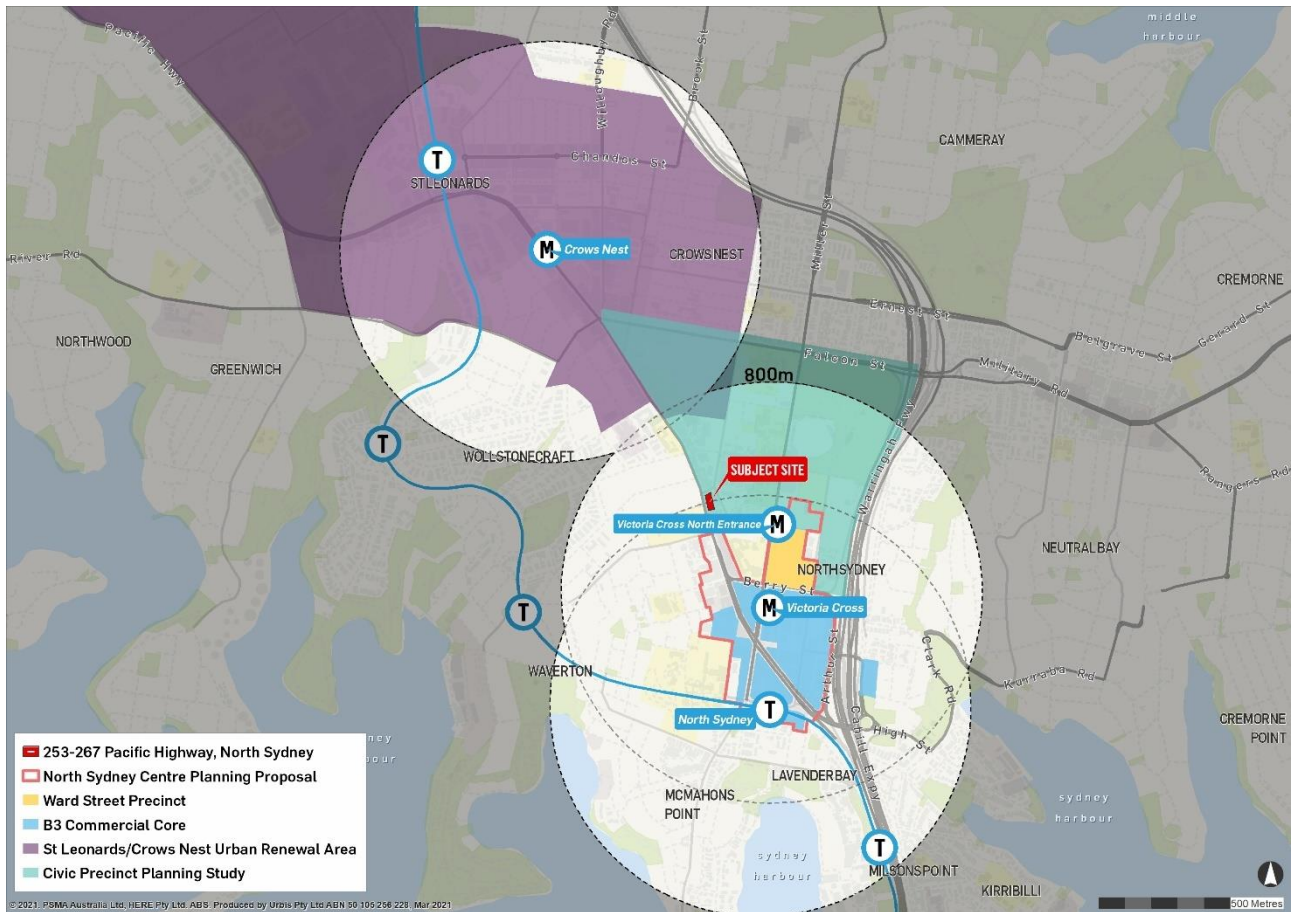 middle
harbour
Pacific Hwy
Willoughby Rd
Brook St
CAMMERAY
T
Chandos St
ST LEONARDS
Miller St
M
Crows Nest
CROWS NEST
River Rd
CREMORNE
Ernest St
Belgrave St
Gerard St
NORTHWOOD
GREENWICH
Falcon St
Military Rd
800m
Warringah Fwy
T
WOLLSTONECRAFT
Rangers Rd
SUBJECT SITE
Victoria Cross North Entrance
M
NEUTRAL BAY
NORTH SYDNEY
Berry St
M
Victoria Cross
T
Arthur St
Clark Rd
WAVERTON
Kurraba Rd
North Sydney
T
Cahill Expy
High St
CREMORNE
POINT
LAVENDER BAY
MCMAHONS
POINT
sydney
harbour
T
MILSONS POINT
sydney
harbour
KIRRIBILLI
253-267 Pacific Highway, North Sydney
North Sydney Centre Planning Proposal
Ward Street Precinct
B3 Commercial Core
St Leonards/Crows Nest Urban Renewal Area
Civic Precinct Planning Study
500 Metres
© 2021. PSMA Australia Ltd, HERE Pty Ltd. ABS. Produced by Urbis Pty Ltd ABN 50 105 256 228, Mar 2021